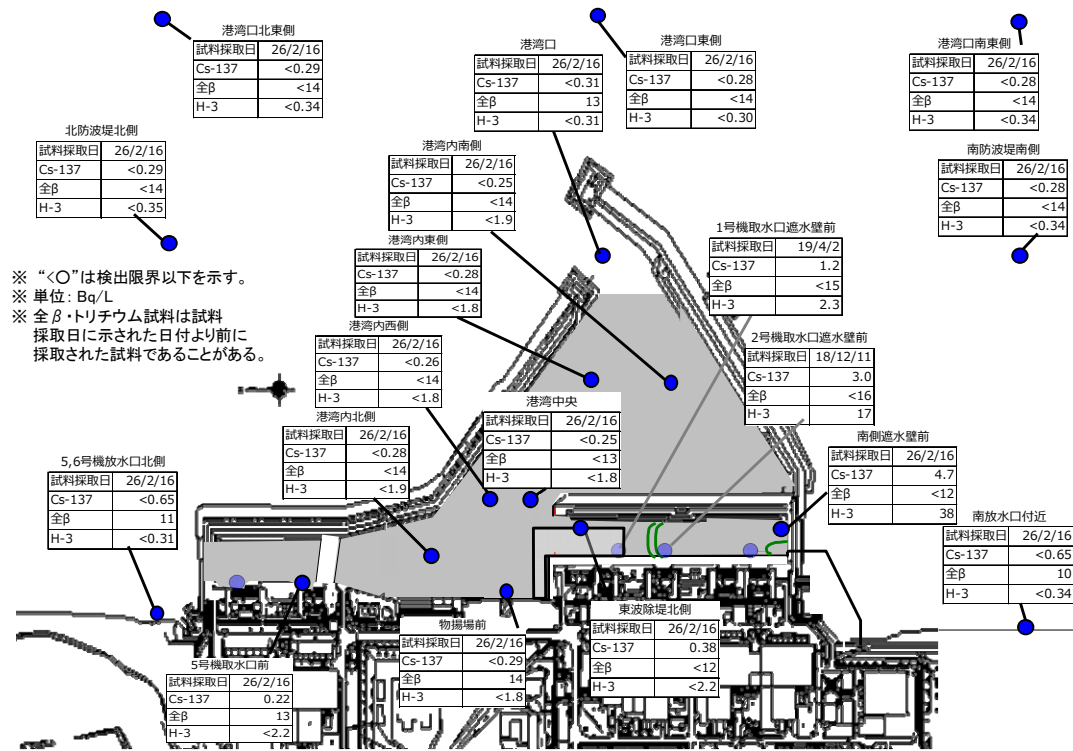 港湾口北東側
試料採取日 26/2/16
Cs-137 <0.29
全β <14
H-3 <0.34
港湾口
試料採取日 26/2/16
Cs-137 <0.31
全β 13
H-3 <0.31
港湾口東側
試料採取日 26/2/16
Cs-137 <0.28
全β <14
H-3 <0.30
港湾口南東側
試料採取日 26/2/16
Cs-137 <0.28
全β <14
H-3 <0.34
北防波堤北側
試料採取日 26/2/16
Cs-137 <0.29
全β <14
H-3 <0.35
港湾内南側
試料採取日 26/2/16
Cs-137 <0.25
全β <14
H-3 <1.9
南防波堤南側
試料採取日 26/2/16
Cs-137 <0.28
全β <14
H-3 <0.34
港湾内東側
試料採取日 26/2/16
Cs-137 <0.28
全β <14
H-3 <1.8
1号機取水口遮水壁前
試料採取日 19/4/2
Cs-137 1.2
全β <15
H-3 2.3
※ “<○”は検出限界以下を示す。
※ 単位: Bq/L
※ 全β・トリチウム試料は試料
採取日に示された日付より前に
採取された試料であることがある。
港湾内西側
試料採取日 26/2/16
Cs-137 <0.26
全β <14
H-3 <1.8
2号機取水口遮水壁前
試料採取日 18/12/11
Cs-137 3.0
全β <16
H-3 17
港湾中央
試料採取日 26/2/16
Cs-137 <0.25
全β <13
H-3 <1.8
港湾内北側
試料採取日 26/2/16
Cs-137 <0.28
全β <14
H-3 <1.9
南側遮水壁前
試料採取日 26/2/16
Cs-137 4.7
全β <12
H-3 38
5,6号機放水口北側
試料採取日 26/2/16
Cs-137 <0.65
全β 11
H-3 <0.31
南放水口付近
試料採取日 26/2/16
Cs-137 <0.65
全β 10
H-3 <0.34
東波除堤北側
試料採取日 26/2/16
Cs-137 0.38
全β <12
H-3 <2.2
物揚場前
試料採取日 26/2/16
Cs-137 <0.29
全β 14
H-3 <1.8
5号機取水口前
試料採取日 26/2/16
Cs-137 0.22
全β 13
H-3 <2.2